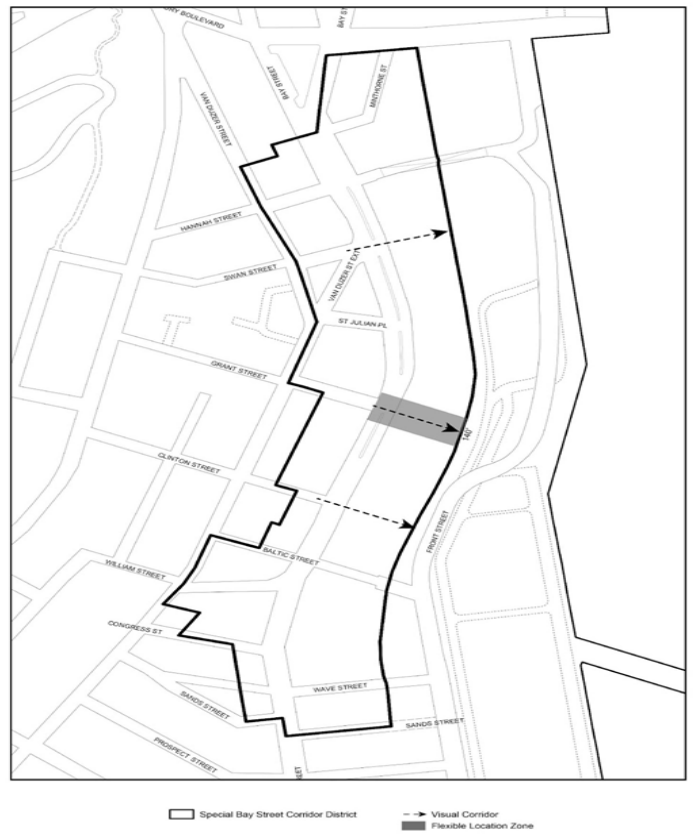 RY BOULEVARD
BAY ST
BAY STREET
MINTHORNE ST
VAN DUZER STREET
HANNAH STREET
SWAN STREET
VAN DUZER ST EXT
ST JULIAN PL
GRANT STREET
140'
CLINTON STREET
FRONT STREET
BALTIC STREET
WILLIAM STREET
CONGRESS ST
WAVE STREET
SANDS STREET
SANDS STREET
PROSPECT STREET
EET
Special Bay Street Corridor District
Visual Corridor
Flexible Location Zone